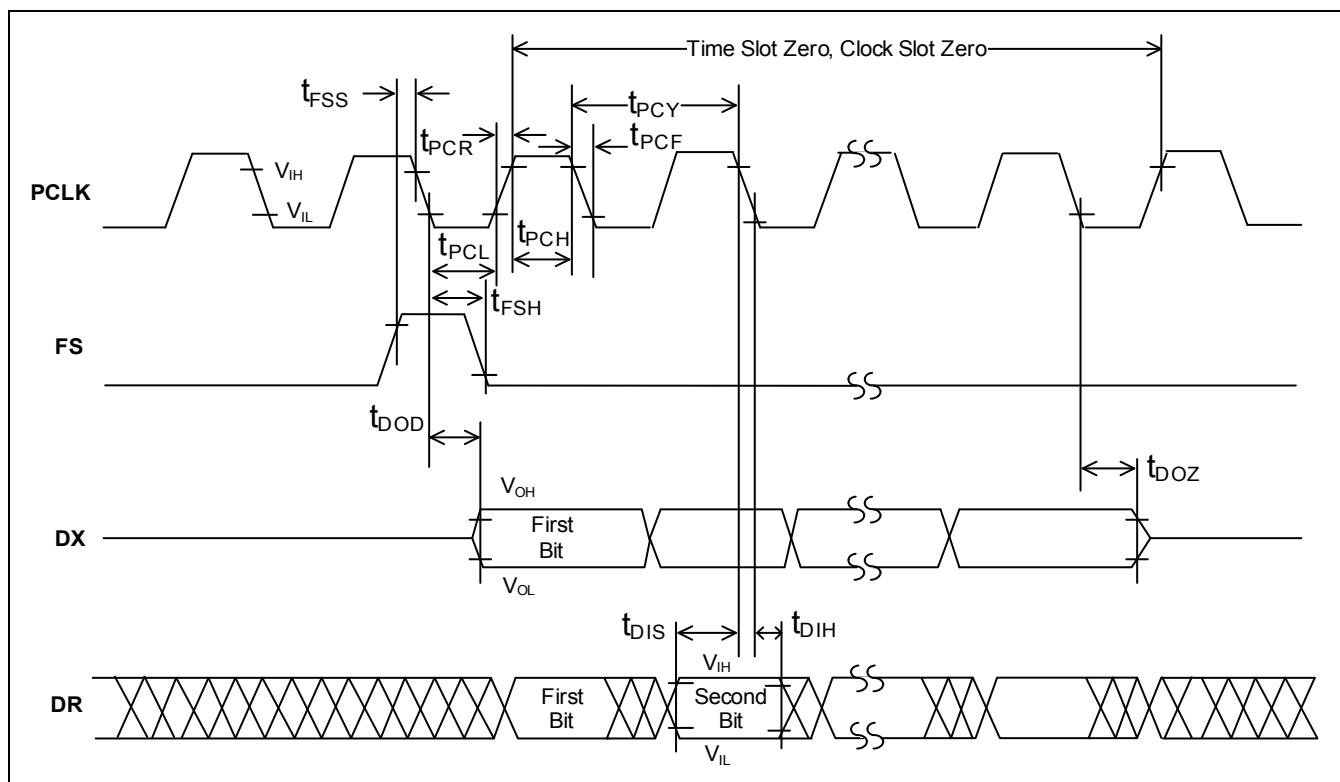 Time Slot Zero, Clock Slot Zero
tFSS
tPCY
tPCR
tPCF
PCLK
VIH
VIL
tPCH
tPCL
tFSH
FS
tDOD
tDOZ
VOH
DX
First
Bit
VOL
tDIS
tDIH
VIH
DR
First
Bit
Second
Bit
VIL